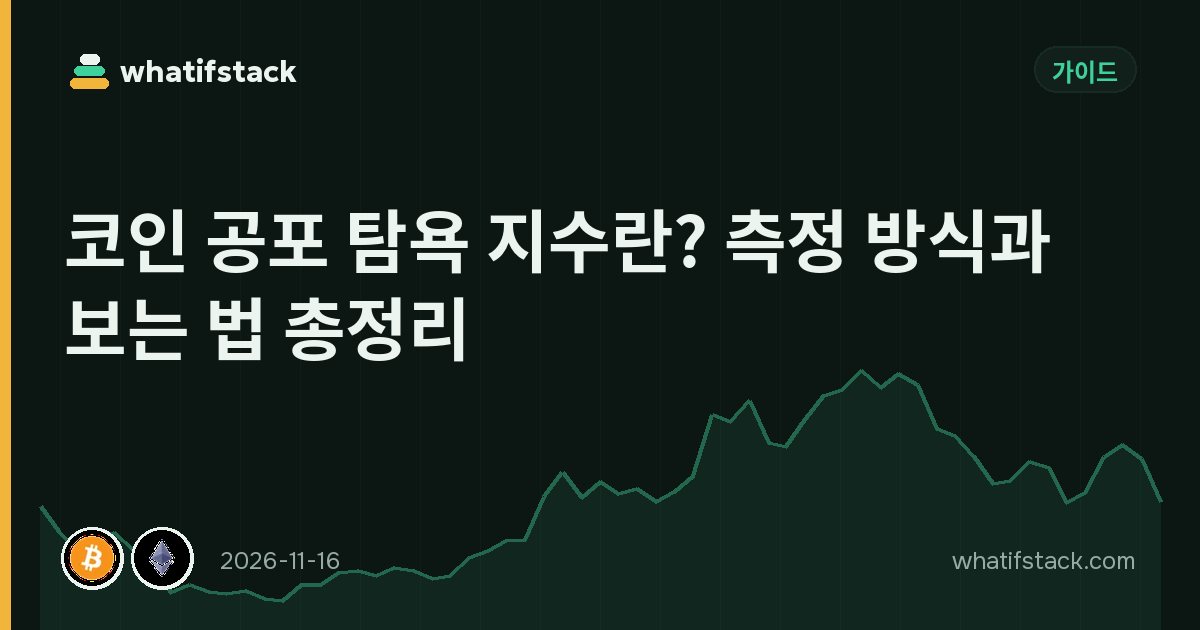 whatifstack
가이드
코인 공포 탐욕 지수란? 측정 방식과
보는 법 총정리
2026-11-16
whatifstack.com